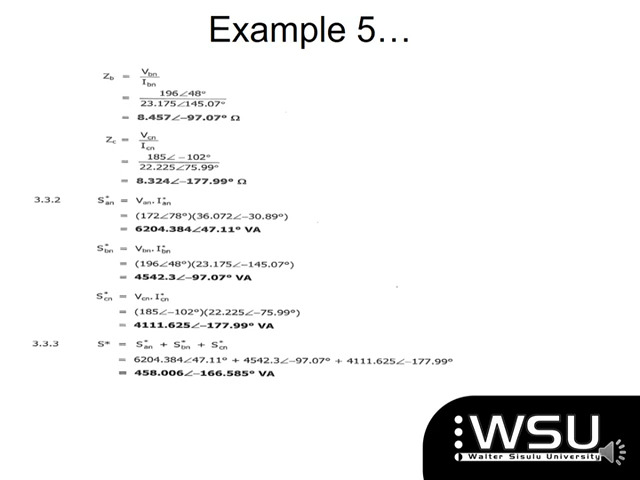 Example 5…
Z_b = V_bn / I_bn
= 196∠48° / 23.175∠145.07°
= 8.457∠–97.07° Ω
Z_c = V_cn / I_cn
= 185∠–102° / 22.225∠75.99°
= 8.324∠–177.99° Ω
3.3.2 S*_an = V_an. I*_an
= (172∠78°)(36.072∠–30.89°)
= 6204.384∠47.11° VA
S*_bn = V_bn. I*_bn
= (196∠48°)(23.175∠–145.07°)
= 4542.3∠–97.07° VA
S*_cn = V_cn. I*_cn
= (185∠–102°)(22.225∠–75.99°)
= 4111.625∠–177.99° VA
3.3.3 S* = S*_an + S*_bn + S*_cn
= 6204.384∠47.11° + 4542.3∠–97.07° + 4111.625∠–177.99°
= 458.006∠–166.585° VA
WSU
Walter Sisulu University